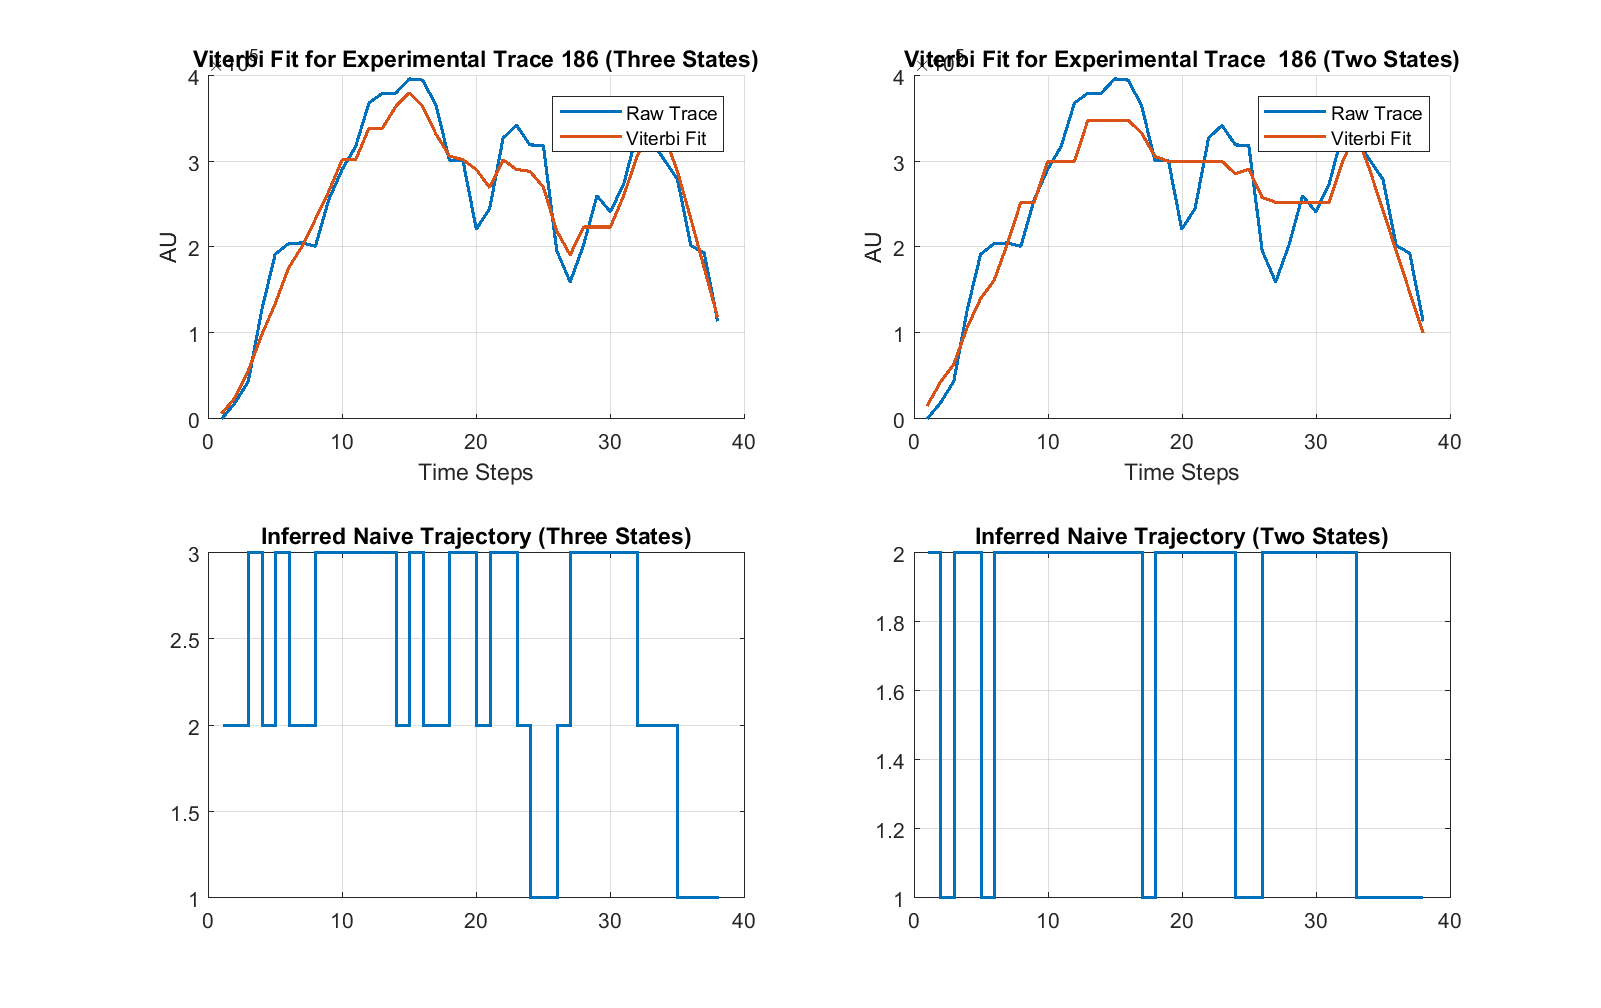 Viterbi Fit for Experimental Trace 186 (Three States)
×10^5
4
3
2
1
0
AU
0 10 20 30 40
Time Steps
Raw Trace
Viterbi Fit
Viterbi Fit for Experimental Trace  186 (Two States)
×10^5
4
3
2
1
0
AU
0 10 20 30 40
Time Steps
Raw Trace
Viterbi Fit
Inferred Naive Trajectory (Three States)
3
2.5
2
1.5
1
0 10 20 30 40
Inferred Naive Trajectory (Two States)
2
1.8
1.6
1.4
1.2
1
0 10 20 30 40